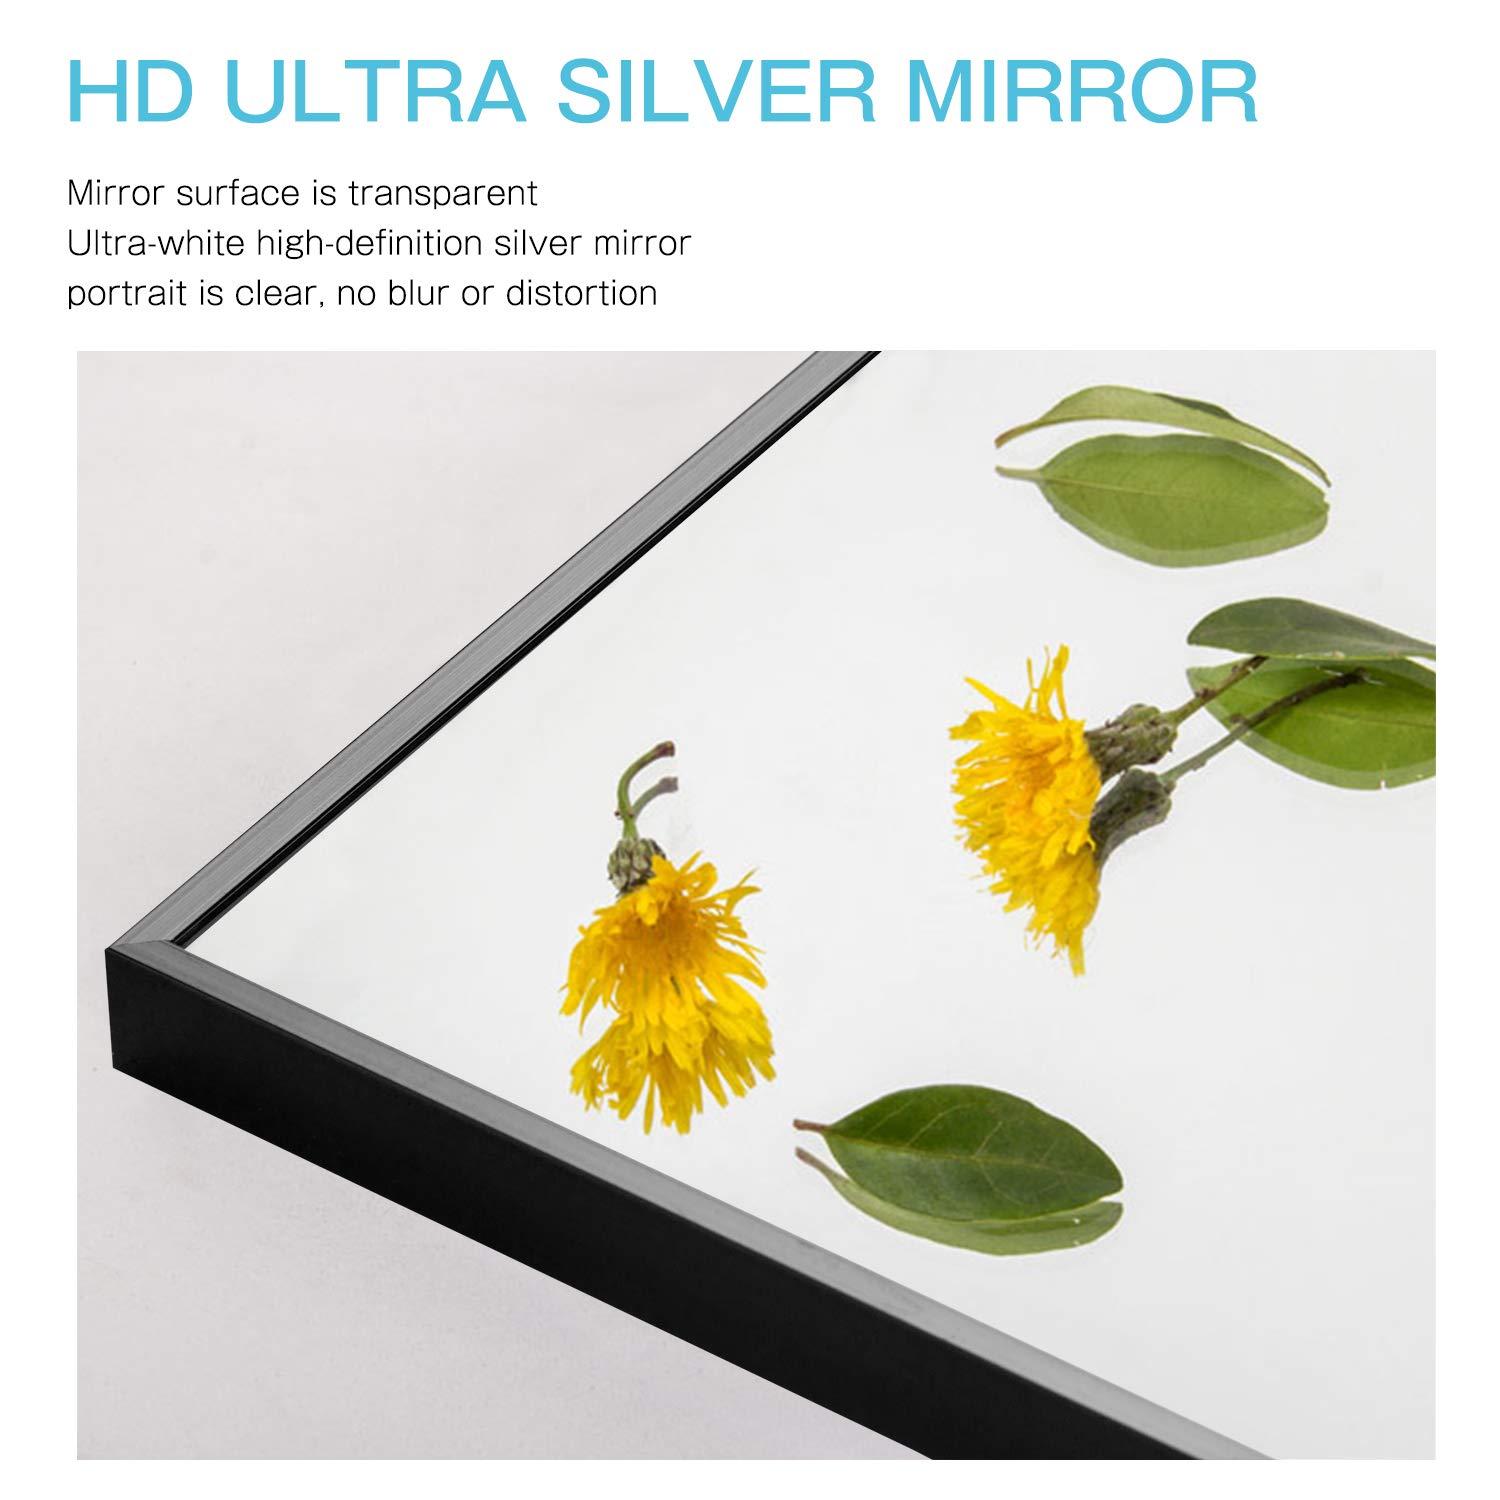 HD ULTRA SILVER MIRROR
Mirror surface is transparent
Ultra-white high-definition silver mirror
portrait is clear, no blur or distortion